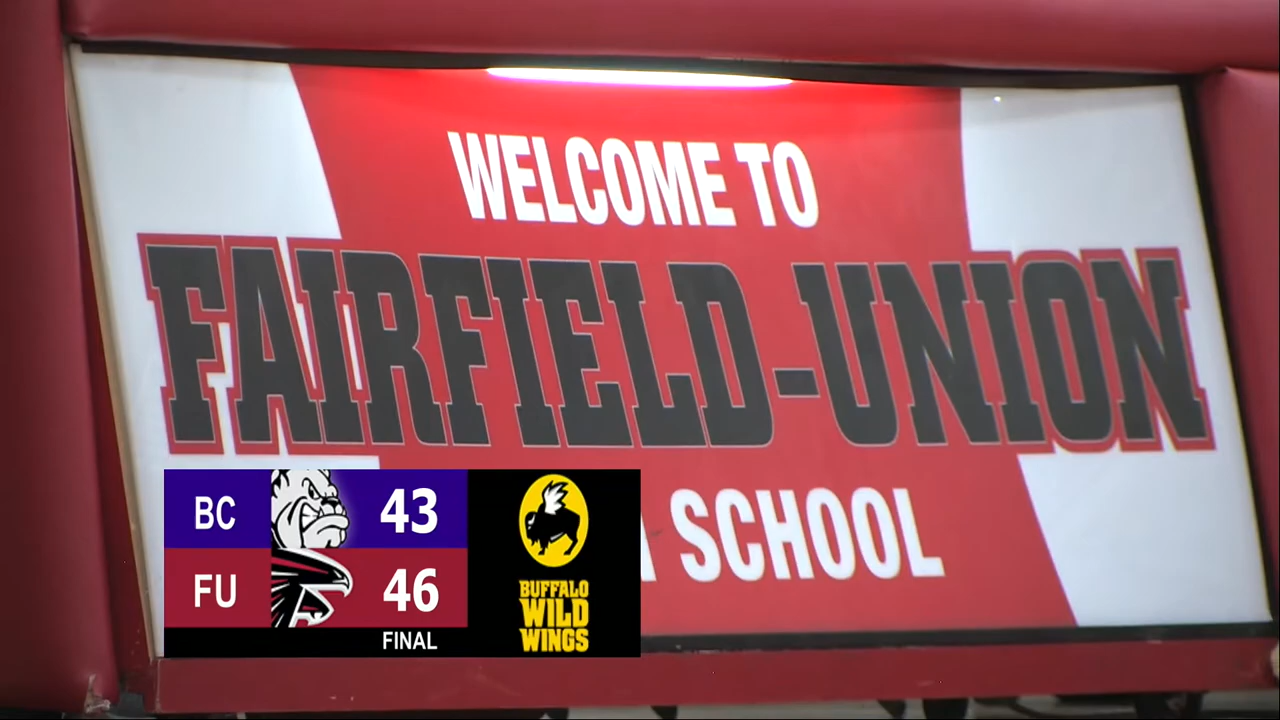 WELCOME TO
FAIRFIELD-UNION
SCHOOL
BC 43
FU 46
FINAL
BUFFALO
WILD
WINGS